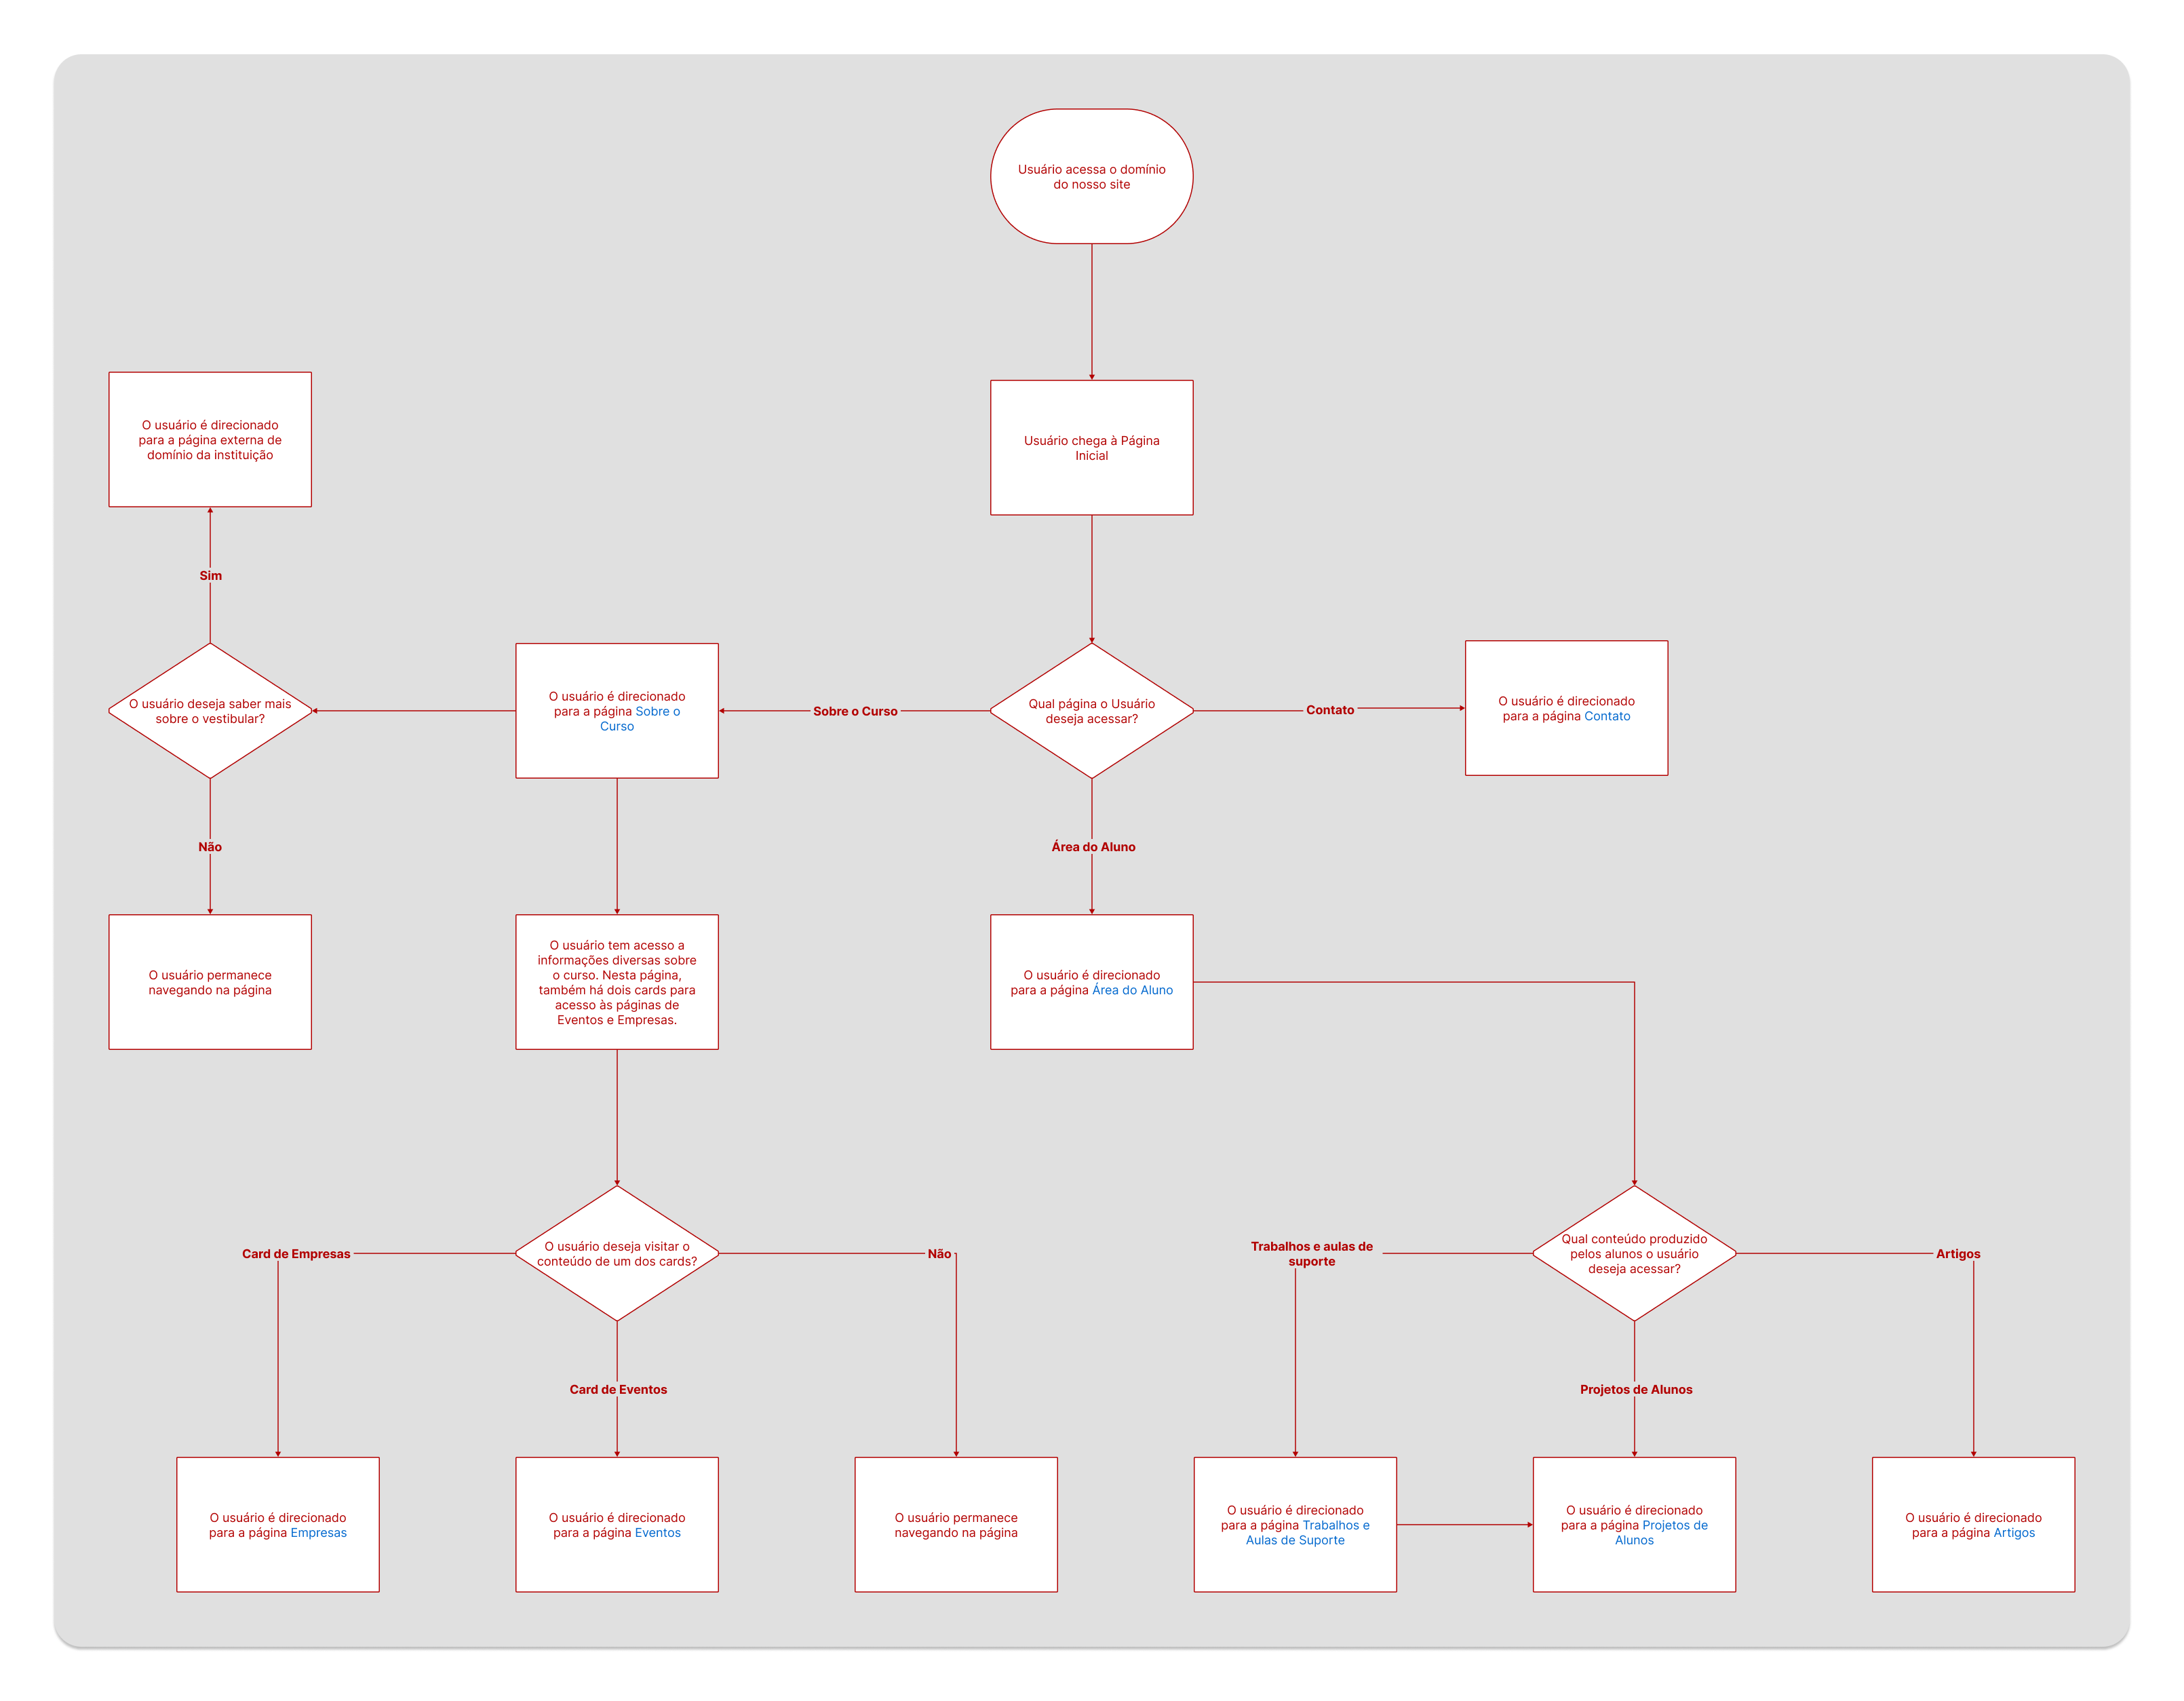 Usuário acessa o domínio
do nosso site
O usuário é direcionado
para a página externa de
domínio da instituição
Usuário chega à Página
Inicial
Sim
O usuário deseja saber mais
sobre o vestibular?
O usuário é direcionado
para a página Sobre o
Curso
Sobre o Curso
Qual página o Usuário
deseja acessar?
Contato
O usuário é direcionado
para a página Contato
Não
Área do Aluno
O usuário permanece
navegando na página
O usuário tem acesso a
informações diversas sobre
o curso. Nesta página,
também há dois cards para
acesso às páginas de
Eventos e Empresas.
O usuário é direcionado
para a página Área do Aluno
Card de Empresas
O usuário deseja visitar o
conteúdo de um dos cards?
Não
Trabalhos e aulas de
suporte
Qual conteúdo produzido
pelos alunos o usuário
deseja acessar?
Artigos
Card de Eventos
Projetos de Alunos
O usuário é direcionado
para a página Empresas
O usuário é direcionado
para a página Eventos
O usuário permanece
navegando na página
O usuário é direcionado
para a página Trabalhos e
Aulas de Suporte
O usuário é direcionado
para a página Projetos de
Alunos
O usuário é direcionado
para a página Artigos